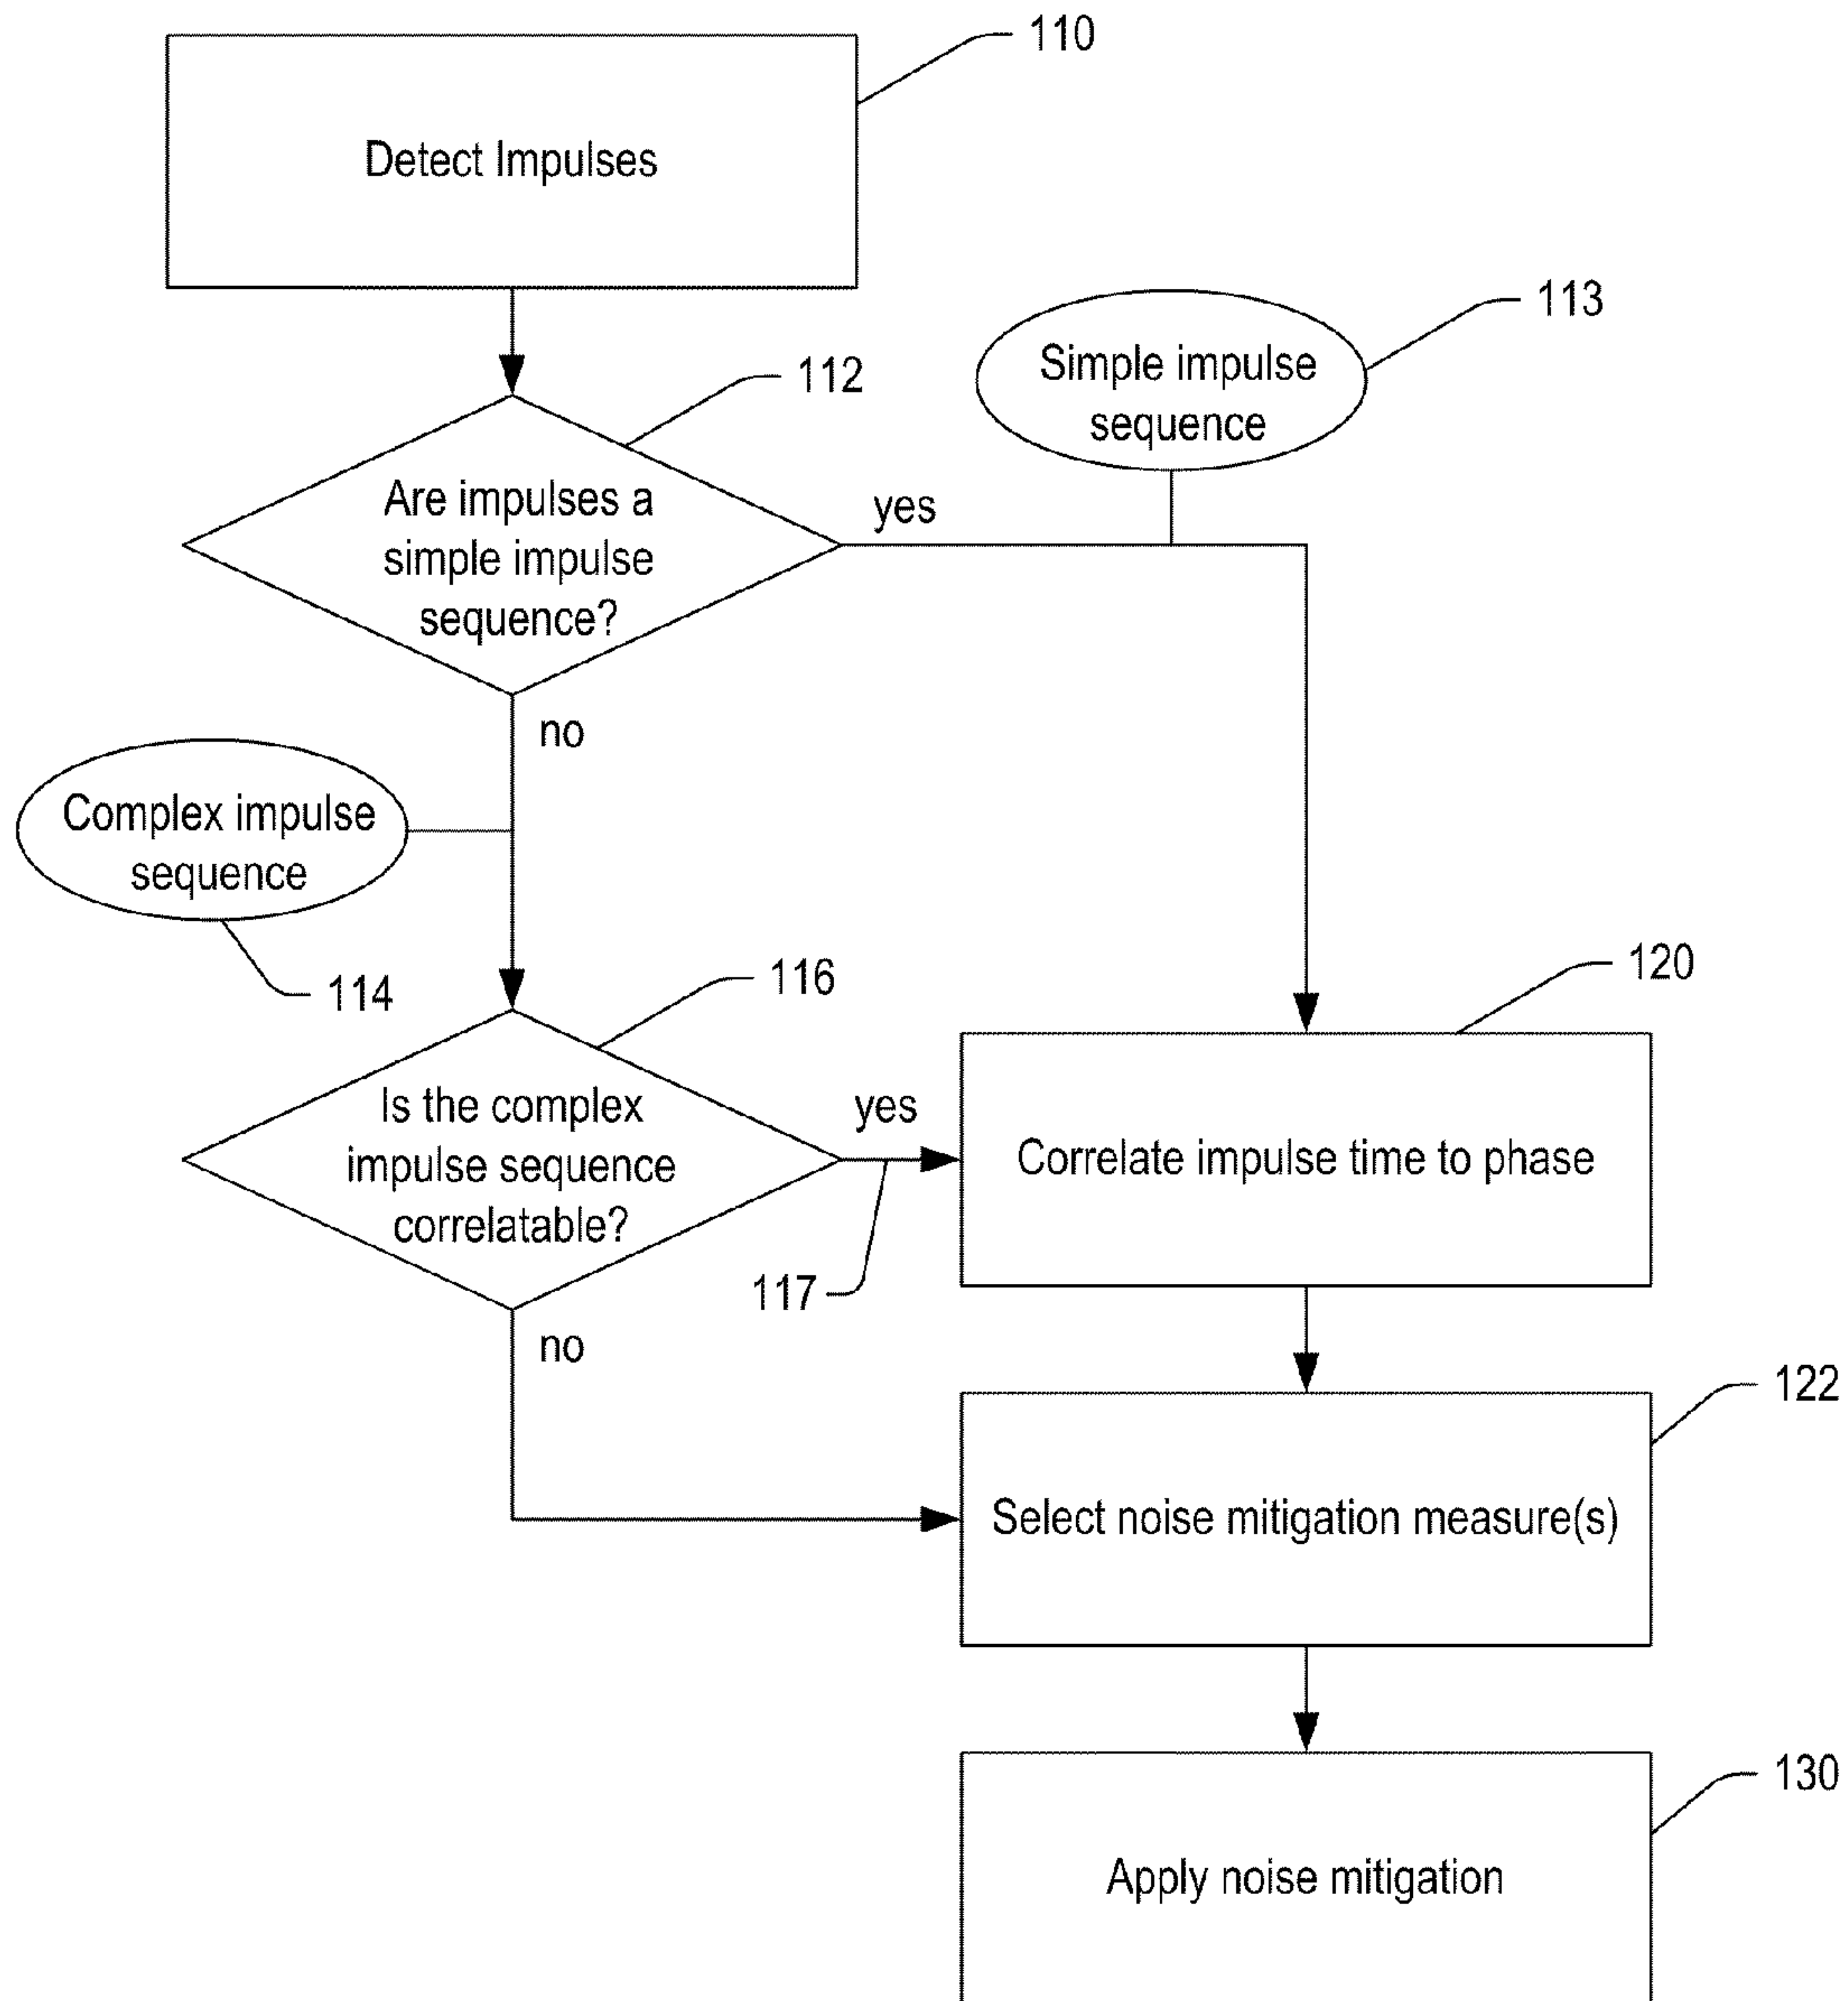 110
Detect Impulses
113
Simple impulse
sequence
112
Are impulses a
simple impulse
sequence?
yes
no
Complex impulse
sequence
114
116
120
Is the complex
impulse sequence
correlatable?
yes
117
Correlate impulse time to phase
no
122
Select noise mitigation measure(s)
130
Apply noise mitigation